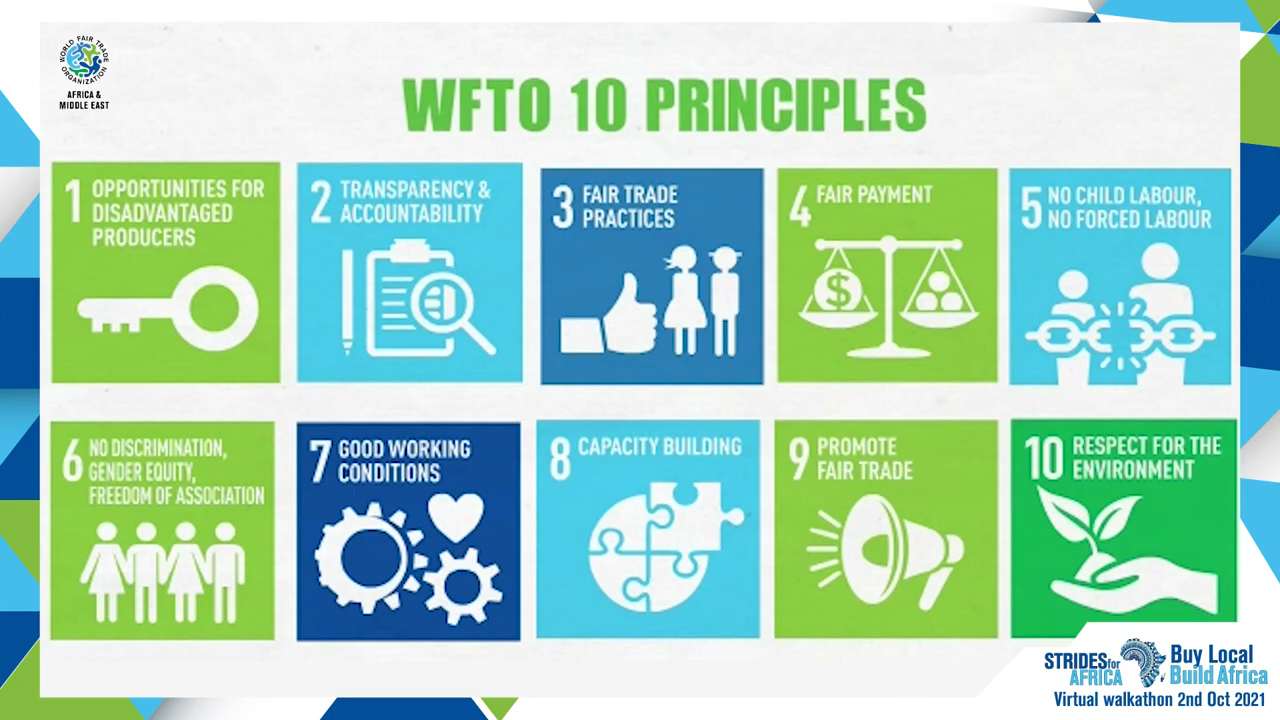 WORLD FAIR TRADE
ORGANIZATION
AFRICA &
MIDDLE EAST
WFTO 10 PRINCIPLES
1 OPPORTUNITIES FOR
DISADVANTAGED
PRODUCERS
2 TRANSPARENCY &
ACCOUNTABILITY
3 FAIR TRADE
PRACTICES
4 FAIR PAYMENT
$
5 NO CHILD LABOUR,
NO FORCED LABOUR
6 NO DISCRIMINATION,
GENDER EQUITY,
FREEDOM OF ASSOCIATION
7 GOOD WORKING
CONDITIONS
8 CAPACITY BUILDING
9 PROMOTE
FAIR TRADE
10 RESPECT FOR THE
ENVIRONMENT
STRIDES for
AFRICA
Buy Local
Build Africa
Virtual walkathon 2nd Oct 2021